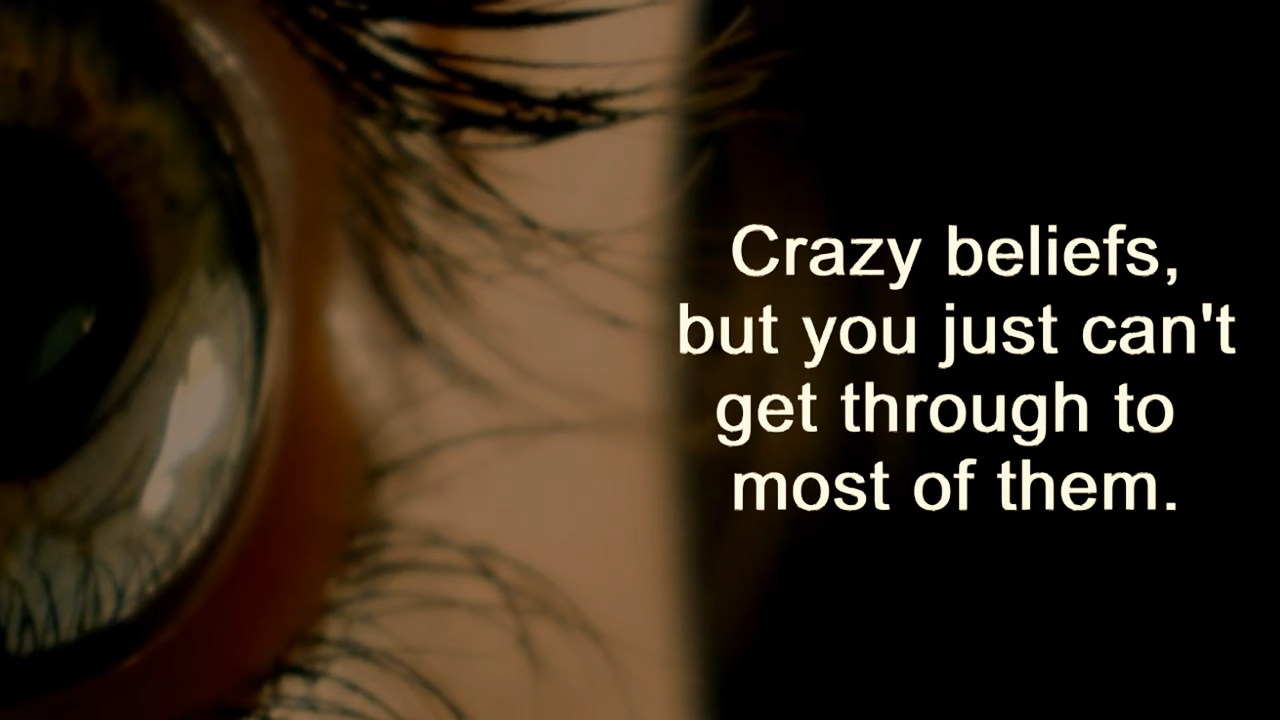 Crazy beliefs,
but you just can't
get through to
most of them.